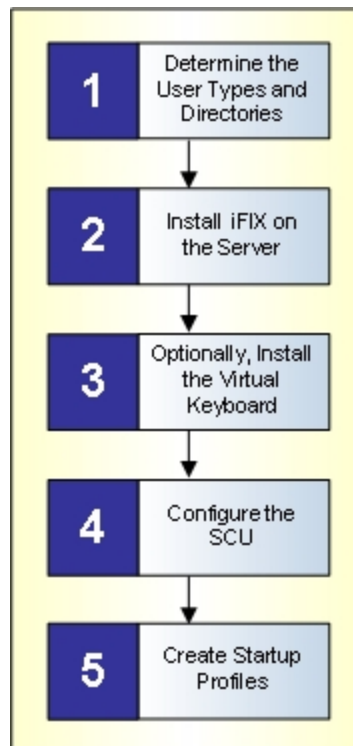 1
Determine the
User Types and
Directories
2
Install iFIX on
the Server
3
Optionally, Install
the Virtual
Keyboard
4
Configure the
SCU
5
Create Startup
Profiles